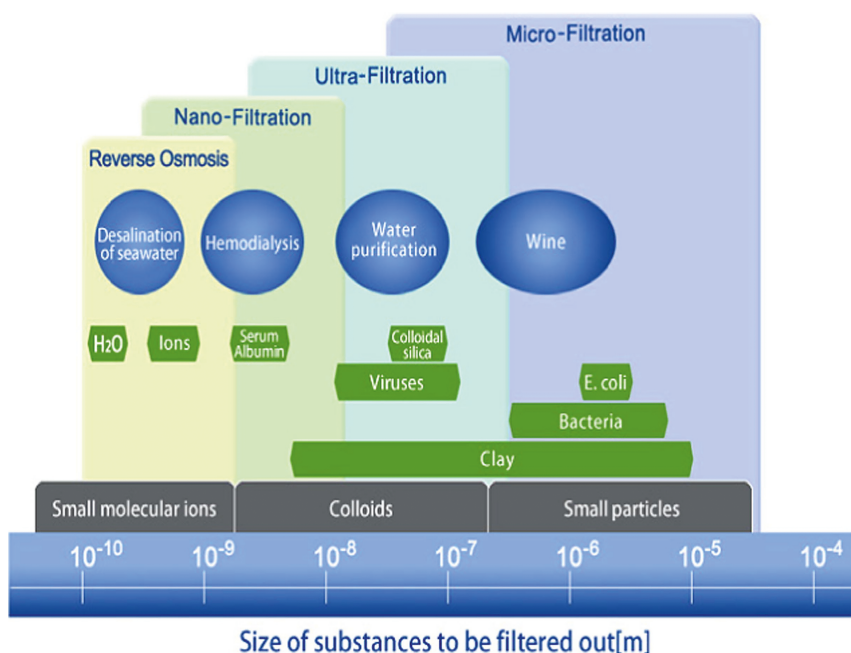 Micro-Filtration
Ultra-Filtration
Nano-Filtration
Reverse Osmosis
Desalination
of seawater
Hemodialysis
Water
purification
Wine
H₂O
Ions
Serum
Albumin
Colloidal
silica
Viruses
E. coli
Bacteria
Clay
Small molecular ions
Colloids
Small particles
10⁻¹⁰ 10⁻⁹ 10⁻⁸ 10⁻⁷ 10⁻⁶ 10⁻⁵ 10⁻⁴
Size of substances to be filtered out[m]